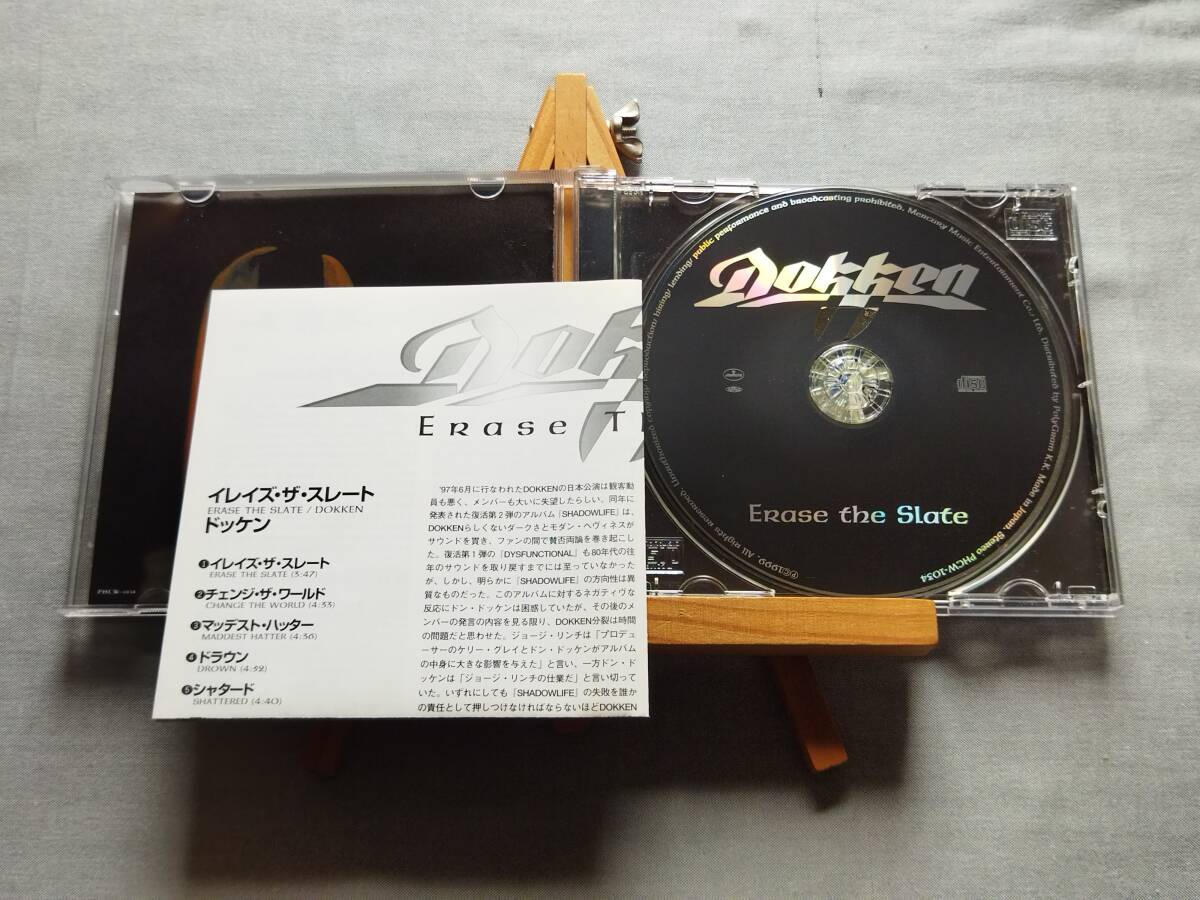 Dokken
Erase the Slate
public performance and broadcasting prohibited. Mercury Music Entertainment Co., Ltd. Distributed by PolyGram K.K. Made in Japan. Stereo PHCW-1034
Ⓟ©1999, All rights reserved. Unauthorized copying/ reproduction/ hiring/ lending/
PHCW-1034
Dok
Erase T
イレイズ・ザ・スレート
ERASE THE SLATE / DOKKEN
ドッケン
❶イレイズ・ザ・スレート
ERASE THE SLATE (3:47)
❷チェンジ・ザ・ワールド
CHANGE THE WORLD (4:33)
❸マッデスト・ハッター
MADDEST HATTER (4:36)
❹ドラウン
DROWN (4:52)
❺シャタード
SHATTERED (4:40)
'97年6月に行なわれたDOKKENの日本公演は観客動
員も悪く、メンバーも大いに失望したらしい。同年に
発表された復活第2弾のアルバム『SHADOWLIFE』は、
DOKKENらしくないダークさとモダン・ヘヴィネスが
サウンドを貫き、ファンの間で賛否両論を巻き起こし
た。復活第1弾の『DYSFUNCTIONAL』も80年代の往
年のサウンドを取り戻すまでには至っていなかった
が、しかし、明らかに『SHADOWLIFE』の方向性は異
質なものだった。このアルバムに対するネガティヴな
反応にドン・ドッケンは困惑していたが、その後のメ
ンバーの発言の内容を見る限り、DOKKEN分裂は時間
の問題だと思わせた。ジョージ・リンチは「プロデュ
ーサーのケリー・グレイとドン・ドッケンがアルバム
の中身に大きな影響を与えた」と言い、一方ドン・ド
ッケンは「ジョージ・リンチの仕業だ」と言い切って
いた。いずれにしても『SHADOWLIFE』の失敗を誰か
の責任として押しつけなければならないほどDOKKEN